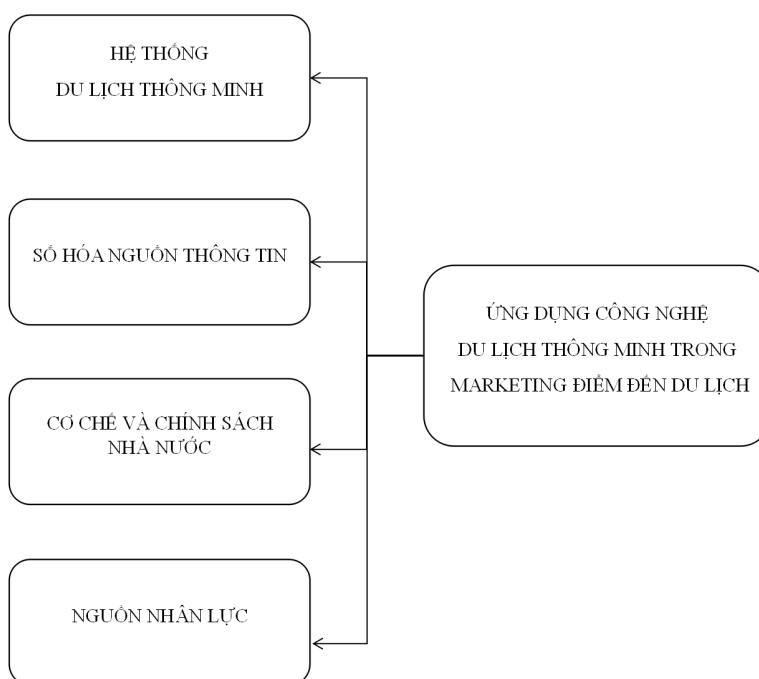 HỆ THỐNG
DU LỊCH THÔNG MINH
SỐ HÓA NGUỒN THÔNG TIN
CƠ CHẾ VÀ CHÍNH SÁCH
NHÀ NƯỚC
NGUỒN NHÂN LỰC
ỨNG DỤNG CÔNG NGHỆ
DU LỊCH THÔNG MINH TRONG
MARKETING ĐIỂM ĐẾN DU LỊCH